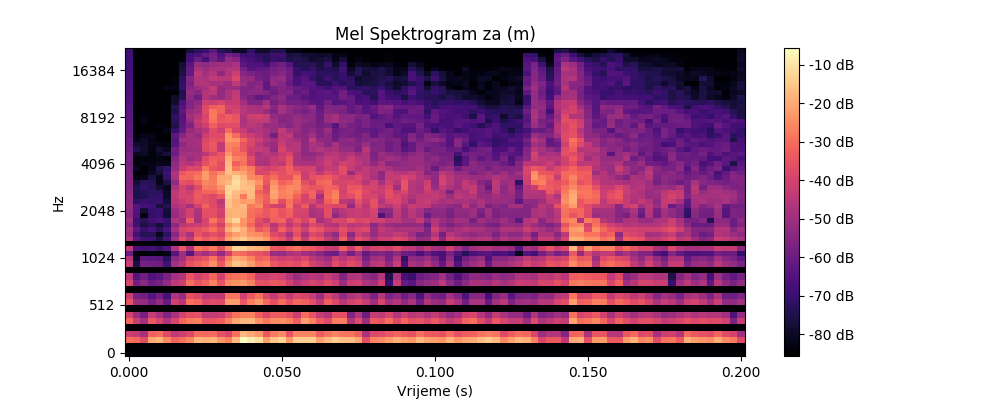 Mel Spektrogram za (m)
Hz
16384
8192
4096
2048
1024
512
0
0.000 0.050 0.100 0.150 0.200
Vrijeme (s)
-10 dB
-20 dB
-30 dB
-40 dB
-50 dB
-60 dB
-70 dB
-80 dB